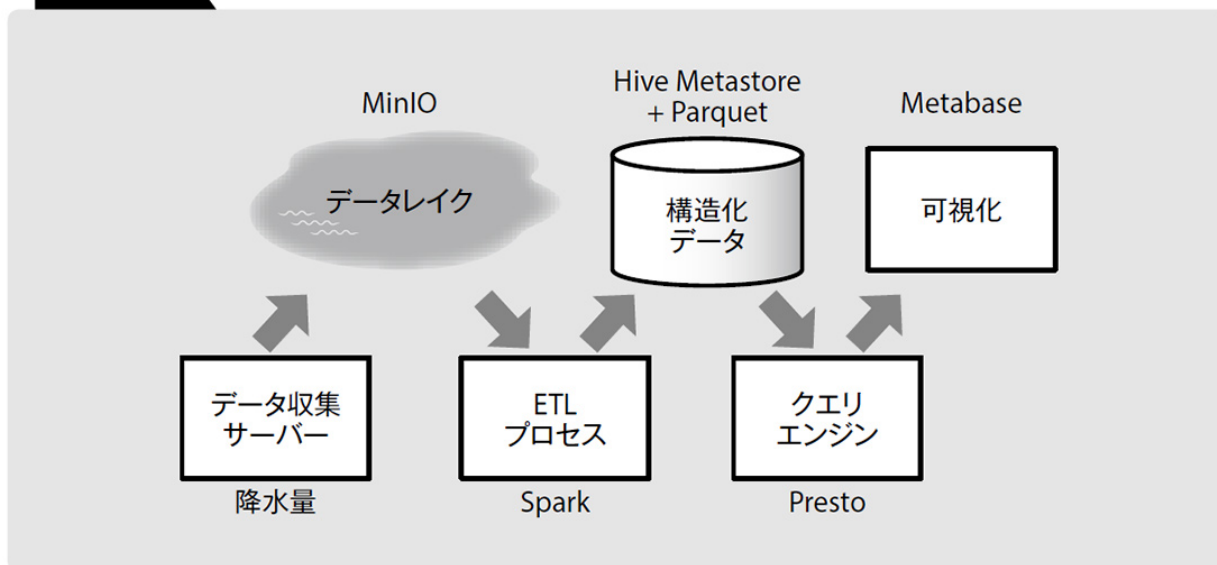 MinIO
データレイク
Hive Metastore
+ Parquet
構造化
データ
Metabase
可視化
データ収集
サーバー
降水量
ETL
プロセス
Spark
クエリ
エンジン
Presto